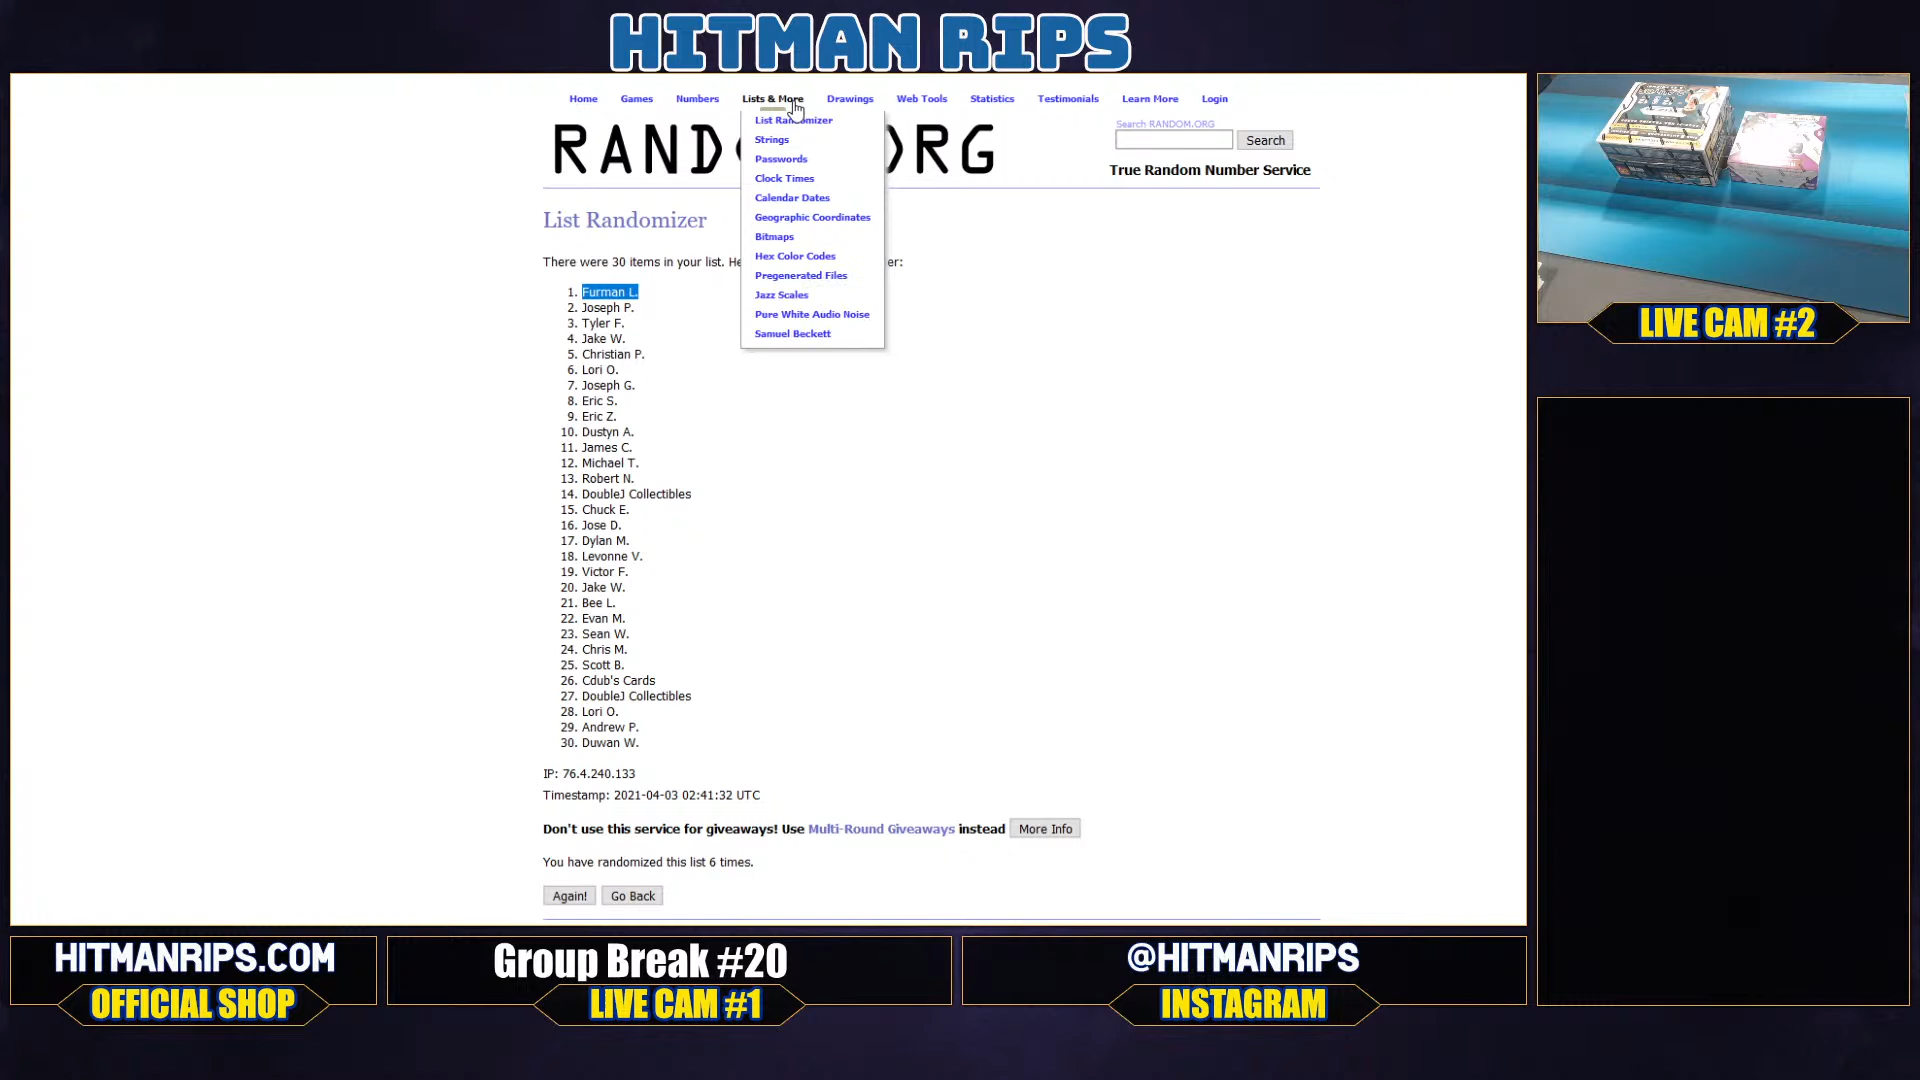 HITMAN RIPS
Home Games Numbers Lists & More Drawings Web Tools Statistics Testimonials Learn More Login
List Randomizer
Strings
Passwords
Clock Times
Calendar Dates
Geographic Coordinates
Bitmaps
Hex Color Codes
Pregenerated Files
Jazz Scales
Pure White Audio Noise
Samuel Beckett
Search RANDOM.ORG
Search
True Random Number Service
List Randomizer
There were 30 items in your list. He er:
1. Furman L.
2. Joseph P.
3. Tyler F.
4. Jake W.
5. Christian P.
6. Lori O.
7. Joseph G.
8. Eric S.
9. Eric Z.
10. Dustyn A.
11. James C.
12. Michael T.
13. Robert N.
14. DoubleJ Collectibles
15. Chuck E.
16. Jose D.
17. Dylan M.
18. Levonne V.
19. Victor F.
20. Jake W.
21. Bee L.
22. Evan M.
23. Sean W.
24. Chris M.
25. Scott B.
26. Cdub's Cards
27. DoubleJ Collectibles
28. Lori O.
29. Andrew P.
30. Duwan W.
IP: 76.4.240.133
Timestamp: 2021-04-03 02:41:32 UTC
Don't use this service for giveaways! Use Multi-Round Giveaways instead More Info
You have randomized this list 6 times.
Again! Go Back
LIVE CAM #2
HITMANRIPS.COM
OFFICIAL SHOP
Group Break #20
LIVE CAM #1
@HITMANRIPS
INSTAGRAM